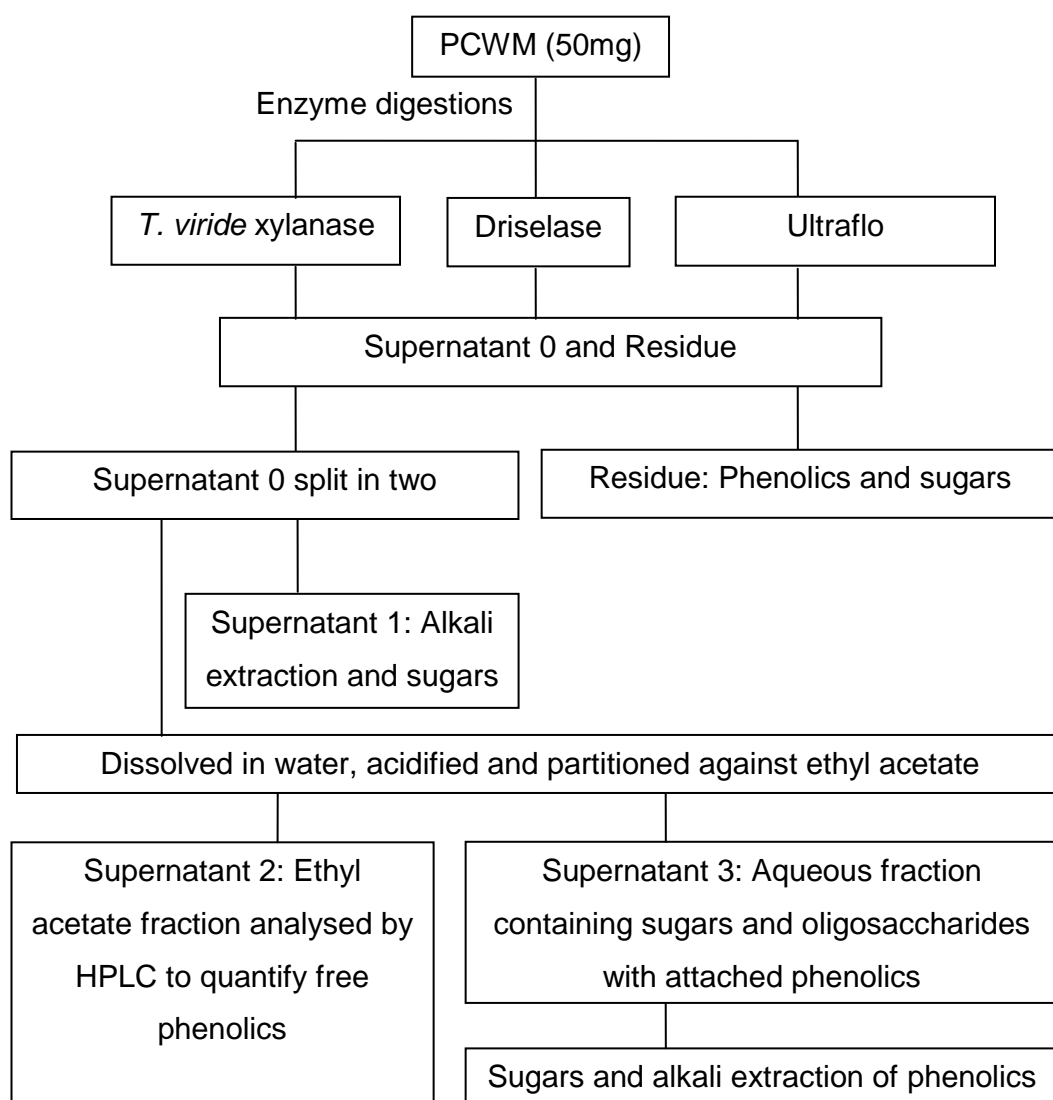 PCWM (50mg)
Enzyme digestions
T. viride xylanase
Driselase
Ultraflo
Supernatant 0 and Residue
Supernatant 0 split in two
Residue: Phenolics and sugars
Supernatant 1: Alkali
extraction and sugars
Dissolved in water, acidified and partitioned against ethyl acetate
Supernatant 2: Ethyl
acetate fraction analysed by
HPLC to quantify free
phenolics
Supernatant 3: Aqueous fraction
containing sugars and oligosaccharides
with attached phenolics
Sugars and alkali extraction of phenolics